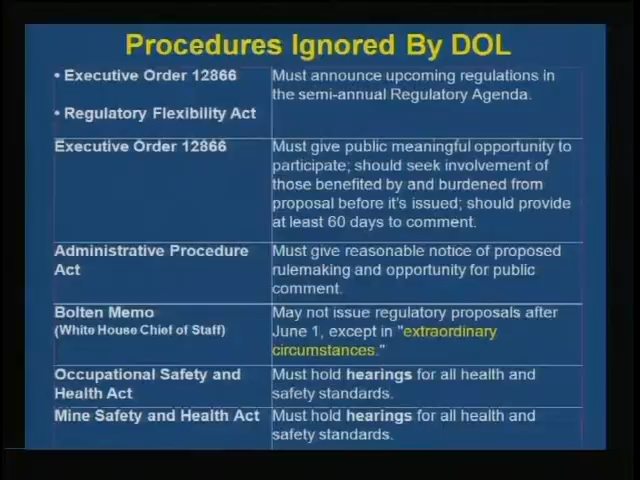 Procedures Ignored By DOL
• Executive Order 12866
• Regulatory Flexibility Act
Must announce upcoming regulations in
the semi-annual Regulatory Agenda.
Executive Order 12866
Must give public meaningful opportunity to
participate; should seek involvement of
those benefited by and burdened from
proposal before it's issued; should provide
at least 60 days to comment.
Administrative Procedure
Act
Must give reasonable notice of proposed
rulemaking and opportunity for public
comment.
Bolten Memo
(White House Chief of Staff)
May not issue regulatory proposals after
June 1, except in "extraordinary
circumstances."
Occupational Safety and
Health Act
Must hold hearings for all health and
safety standards.
Mine Safety and Health Act
Must hold hearings for all health and
safety standards.